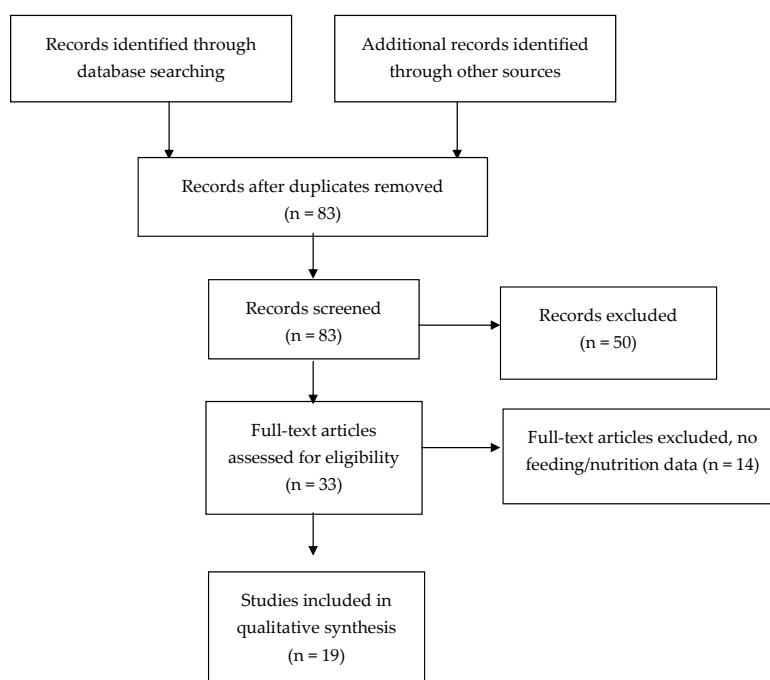 Records identified through
database searching
Additional records identified
through other sources
Records after duplicates removed
(n = 83)
Records screened
(n = 83)
Records excluded
(n = 50)
Full-text articles
assessed for eligibility
(n = 33)
Full-text articles excluded, no
feeding/nutrition data (n = 14)
Studies included in
qualitative synthesis
(n = 19)